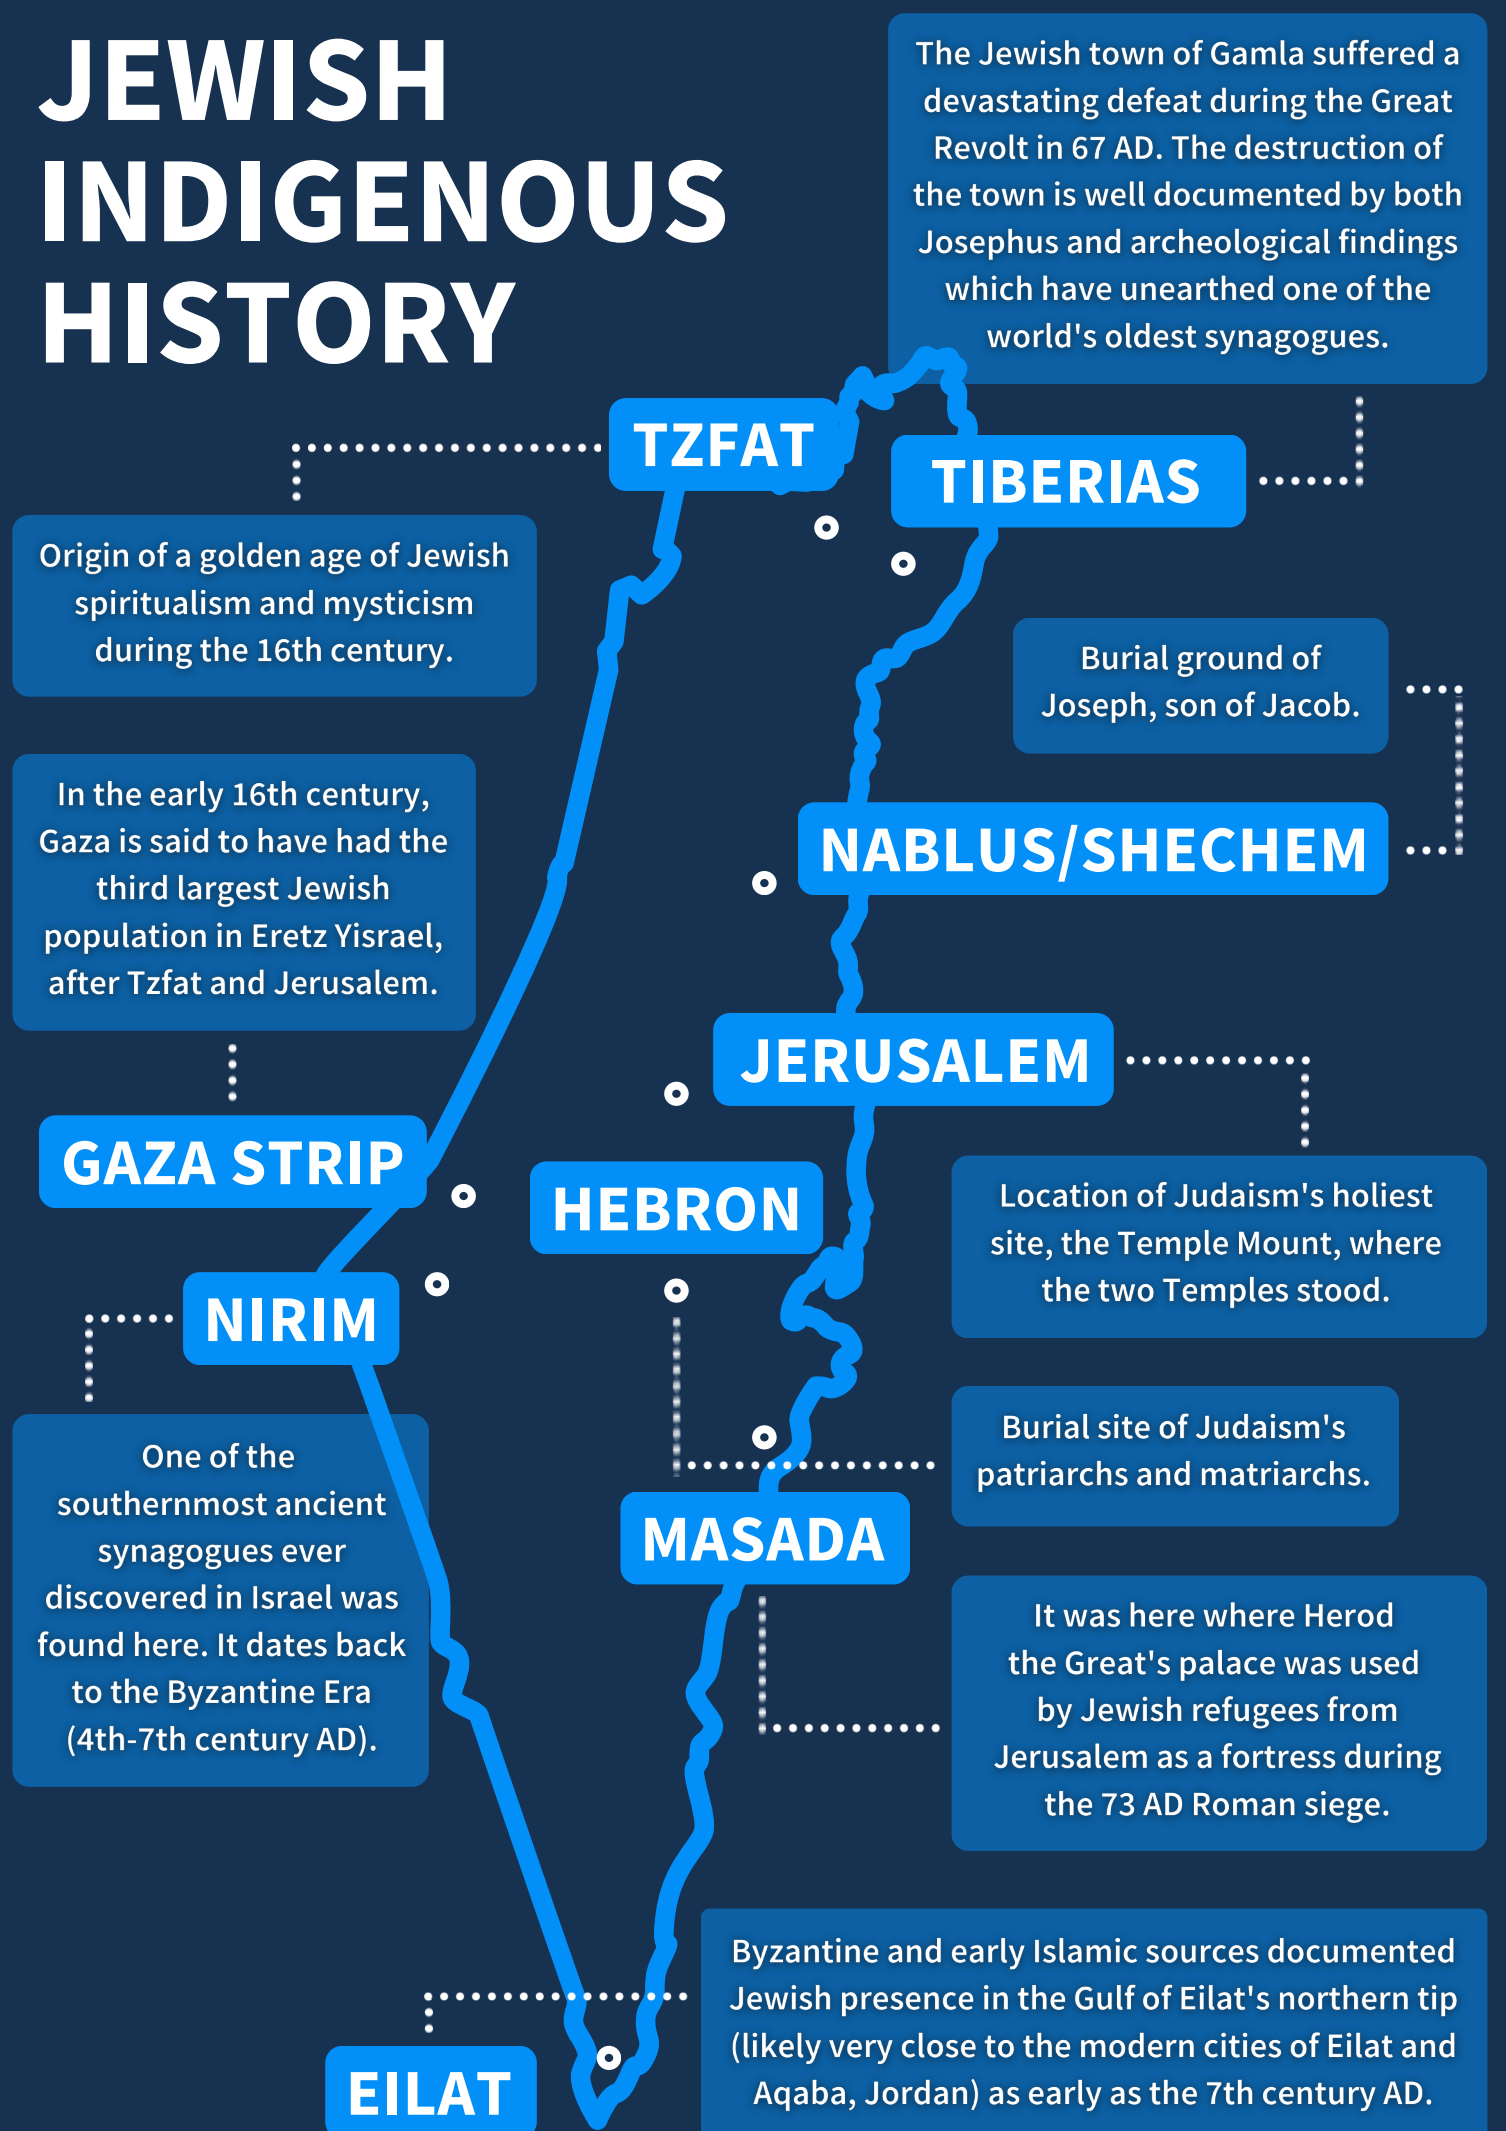 JEWISH
INDIGENOUS
HISTORY
The Jewish town of Gamla suffered a
devastating defeat during the Great
Revolt in 67 AD. The destruction of
the town is well documented by both
Josephus and archeological findings
which have unearthed one of the
world's oldest synagogues.
TZFAT
TIBERIAS
Origin of a golden age of Jewish
spiritualism and mysticism
during the 16th century.
Burial ground of
Joseph, son of Jacob.
In the early 16th century,
Gaza is said to have had the
third largest Jewish
population in Eretz Yisrael,
after Tzfat and Jerusalem.
NABLUS/SHECHEM
JERUSALEM
GAZA STRIP
HEBRON
Location of Judaism's holiest
site, the Temple Mount, where
the two Temples stood.
NIRIM
One of the
southernmost ancient
synagogues ever
discovered in Israel was
found here. It dates back
to the Byzantine Era
(4th-7th century AD).
Burial site of Judaism's
patriarchs and matriarchs.
MASADA
It was here where Herod
the Great's palace was used
by Jewish refugees from
Jerusalem as a fortress during
the 73 AD Roman siege.
Byzantine and early Islamic sources documented
Jewish presence in the Gulf of Eilat's northern tip
(likely very close to the modern cities of Eilat and
Aqaba, Jordan) as early as the 7th century AD.
EILAT